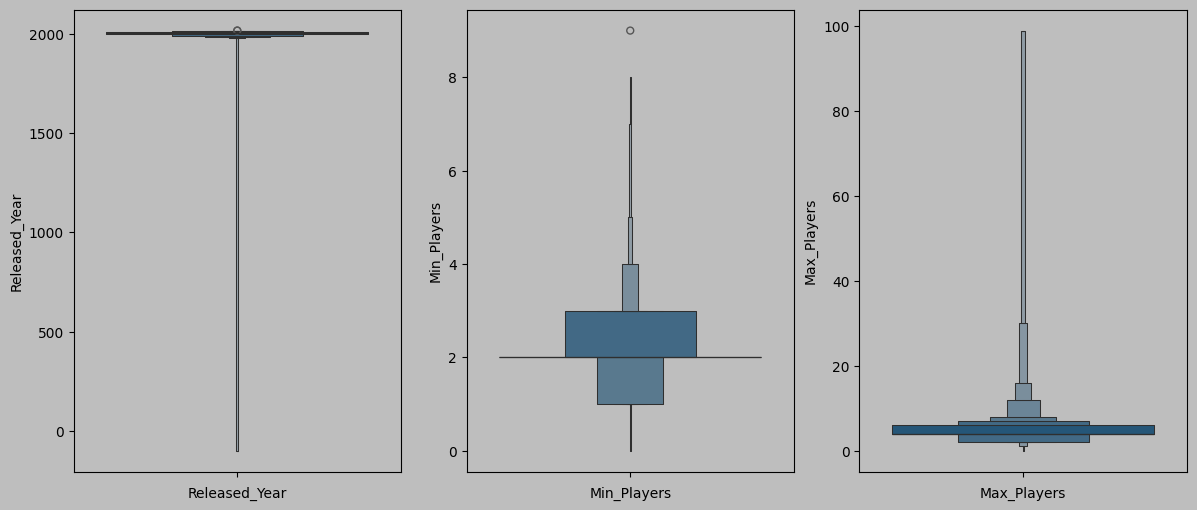 Released_Year
2000
1500
1000
500
0
Released_Year
Min_Players
8
6
4
2
0
Min_Players
Max_Players
100
80
60
40
20
0
Max_Players